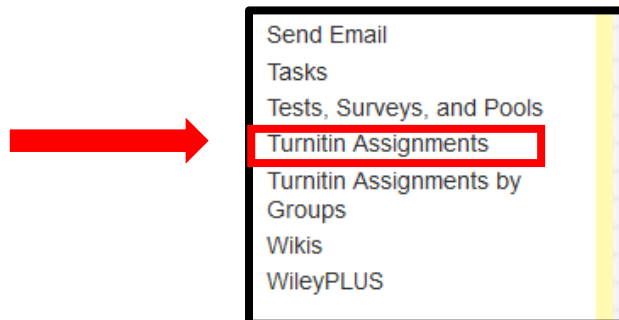 Send Email
Tasks
Tests, Surveys, and Pools
Turnitin Assignments
Turnitin Assignments by
Groups
Wikis
WileyPLUS